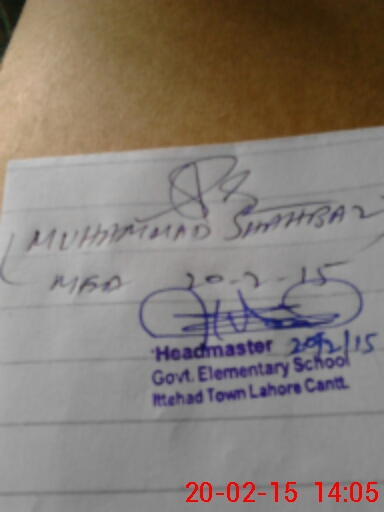 (MUHAMMAD SHAHBAZ
20-2-15
Headmaster 20/2/15
Govt. Elementary School
Ittehad Town Lahore Cantt.
20-02-15 14:05